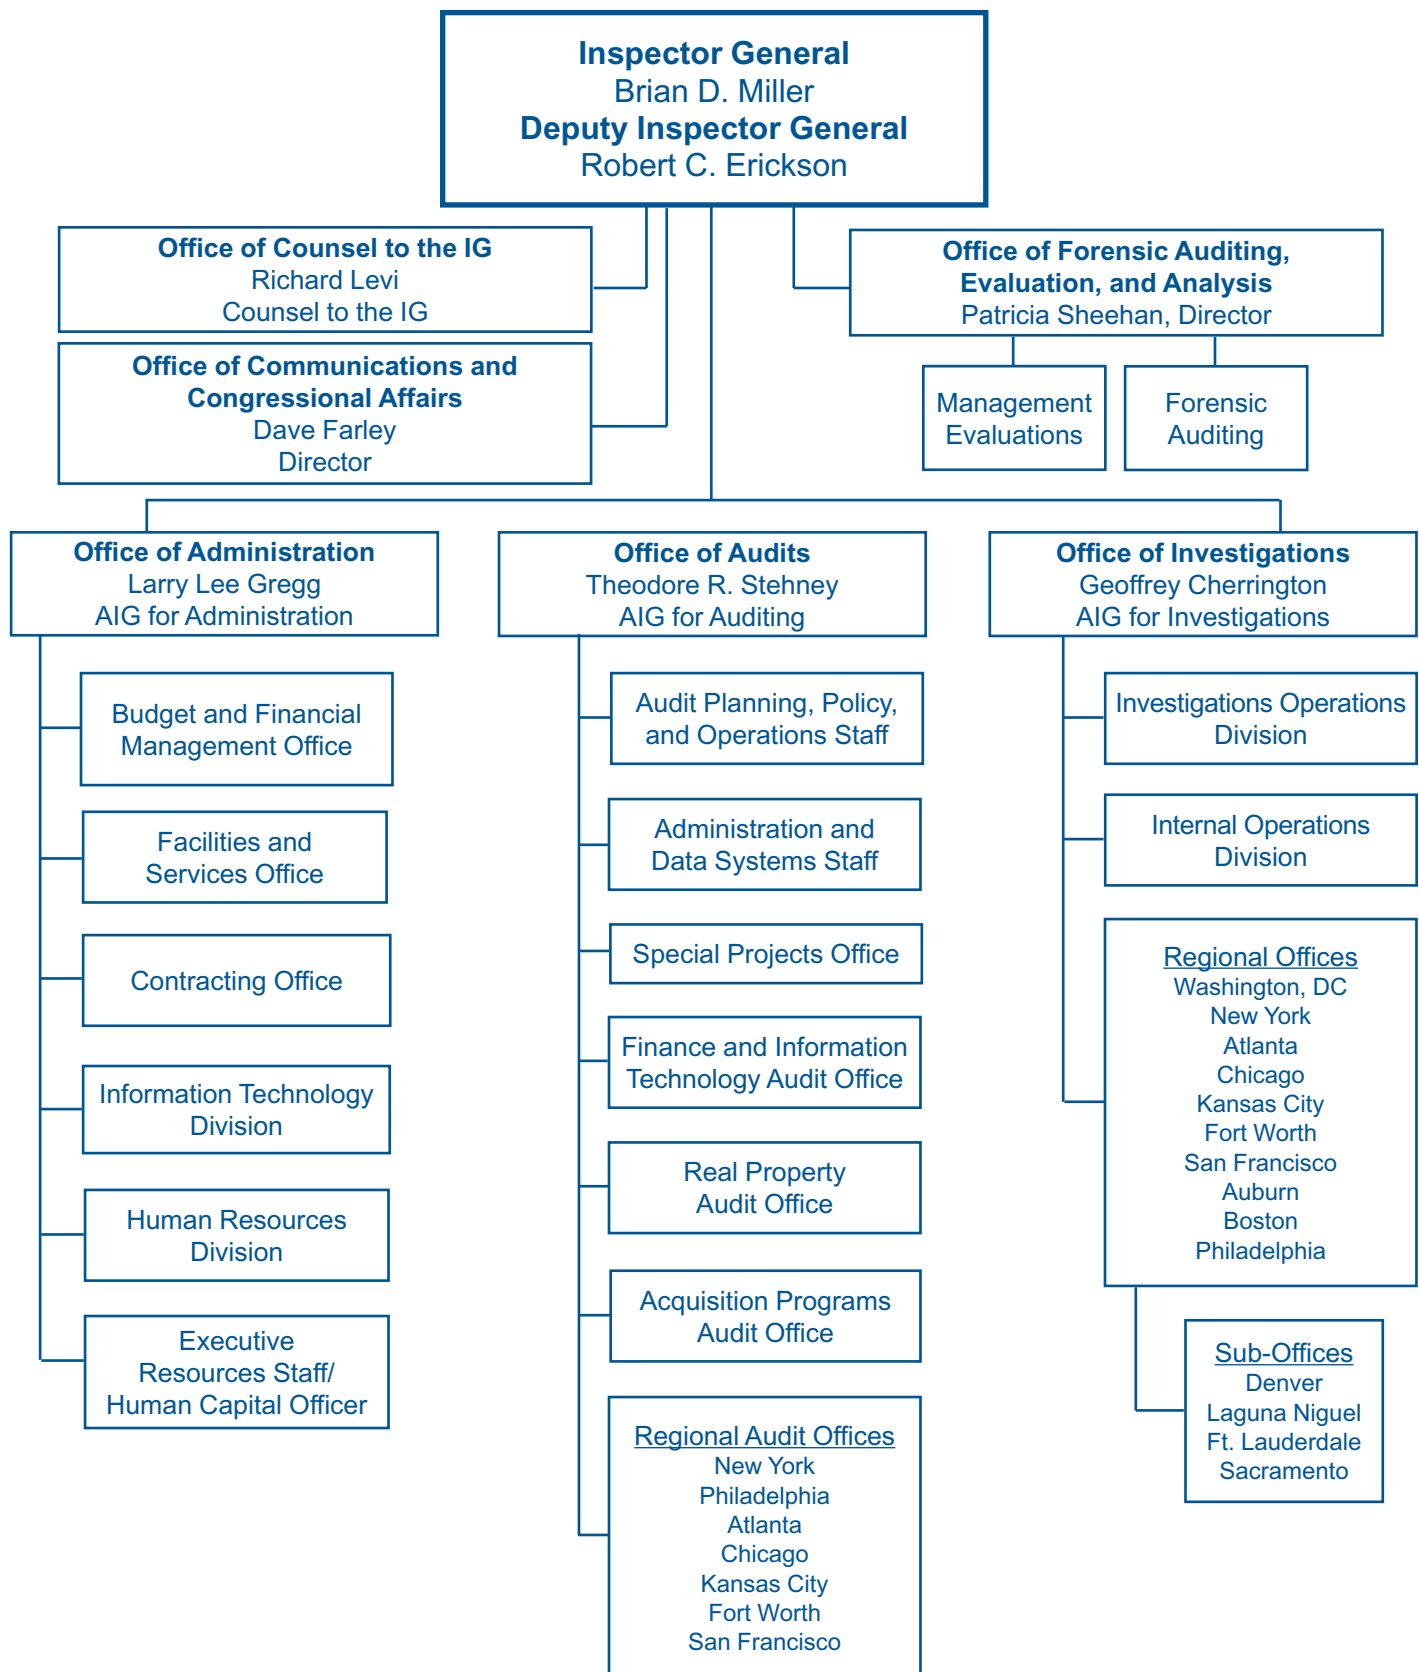 Inspector General
Brian D. Miller
Deputy Inspector General
Robert C. Erickson
Office of Counsel to the IG
Richard Levi
Counsel to the IG
Office of Communications and
Congressional Affairs
Dave Farley
Director
Office of Forensic Auditing,
Evaluation, and Analysis
Patricia Sheehan, Director
Management
Evaluations
Forensic
Auditing
Office of Administration
Larry Lee Gregg
AIG for Administration
Budget and Financial
Management Office
Facilities and
Services Office
Contracting Office
Information Technology
Division
Human Resources
Division
Executive
Resources Staff/
Human Capital Officer
Office of Audits
Theodore R. Stehney
AIG for Auditing
Audit Planning, Policy,
and Operations Staff
Administration and
Data Systems Staff
Special Projects Office
Finance and Information
Technology Audit Office
Real Property
Audit Office
Acquisition Programs
Audit Office
Regional Audit Offices
New York
Philadelphia
Atlanta
Chicago
Kansas City
Fort Worth
San Francisco
Office of Investigations
Geoffrey Cherrington
AIG for Investigations
Investigations Operations
Division
Internal Operations
Division
Regional Offices
Washington, DC
New York
Atlanta
Chicago
Kansas City
Fort Worth
San Francisco
Auburn
Boston
Philadelphia
Sub-Offices
Denver
Laguna Niguel
Ft. Lauderdale
Sacramento